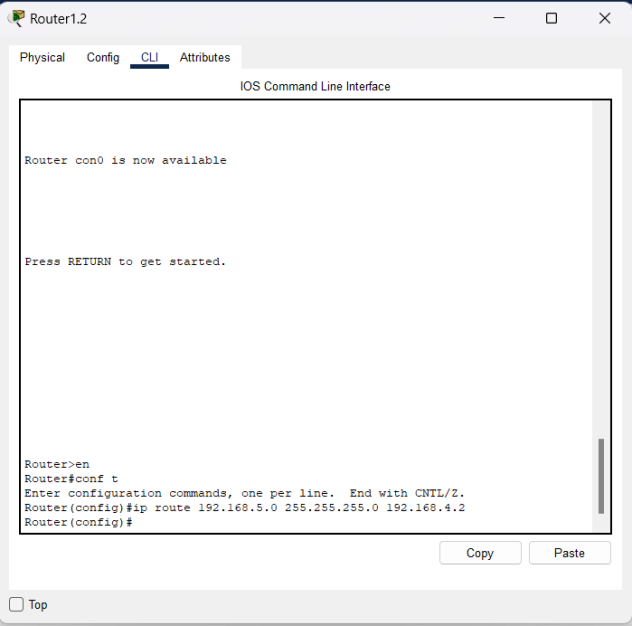 Router1.2
Physical Config CLI Attributes
IOS Command Line Interface
Router con0 is now available
Press RETURN to get started.
Router>en
Router#conf t
Enter configuration commands, one per line.  End with CNTL/Z.
Router(config)#ip route 192.168.5.0 255.255.255.0 192.168.4.2
Router(config)#
Copy Paste
Top